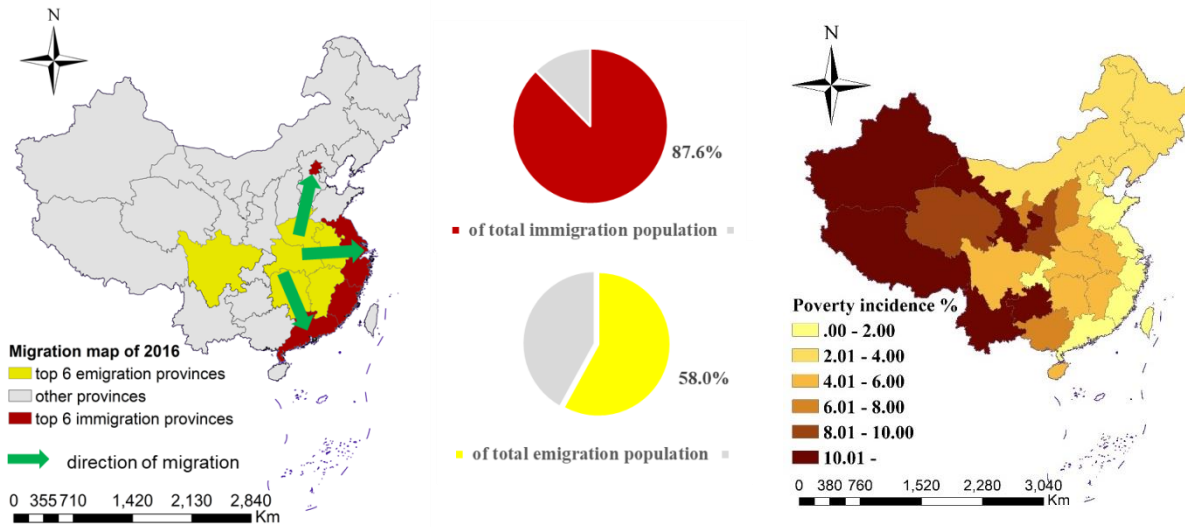 N
Migration map of 2016
top 6 emigration provinces
other provinces
top 6 immigration provinces
direction of migration
0 355 710 1,420 2,130 2,840
Km
87.6%
of total immigration population
58.0%
of total emigration population
N
Poverty incidence %
.00 - 2.00
2.01 - 4.00
4.01 - 6.00
6.01 - 8.00
8.01 - 10.00
10.01 -
0 380 760 1,520 2,280 3,040
Km